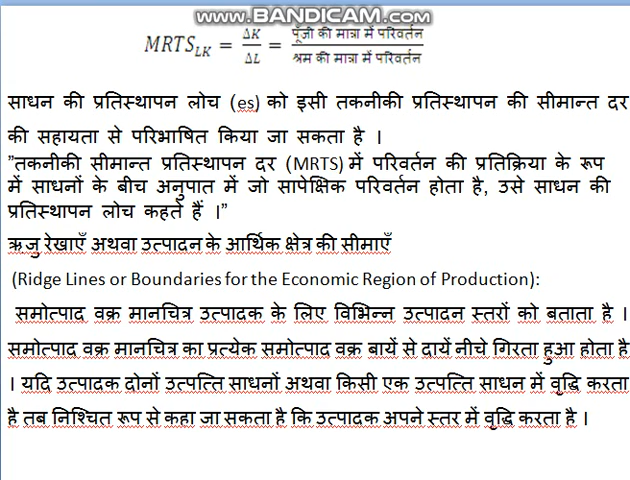 www.BANDICAM.com
MRTS_LK = ΔK/ΔL = पूँजी की मात्रा में परिवर्तन/श्रम की मात्रा में परिवर्तन
साधन की प्रतिस्थापन लोच (es) को इसी तकनीकी प्रतिस्थापन की सीमान्त दर
की सहायता से परिभाषित किया जा सकता है ।
”तकनीकी सीमान्त प्रतिस्थापन दर (MRTS) में परिवर्तन की प्रतिक्रिया के रूप
में साधनों के बीच अनुपात में जो सापेक्षिक परिवर्तन होता है, उसे साधन की
प्रतिस्थापन लोच कहते हैं ।”
ऋजु रेखाएँ अथवा उत्पादन के आर्थिक क्षेत्र की सीमाएँ
(Ridge Lines or Boundaries for the Economic Region of Production):
समोत्पाद वक्र मानचित्र उत्पादक के लिए विभिन्न उत्पादन स्तरों को बताता है ।
समोत्पाद वक्र मानचित्र का प्रत्येक समोत्पाद वक्र बायें से दायें नीचे गिरता हुआ होता है
। यदि उत्पादक दोनों उत्पत्ति साधनों अथवा किसी एक उत्पत्ति साधन में वृद्धि करता
है तब निश्चित रूप से कहा जा सकता है कि उत्पादक अपने स्तर में वृद्धि करता है ।